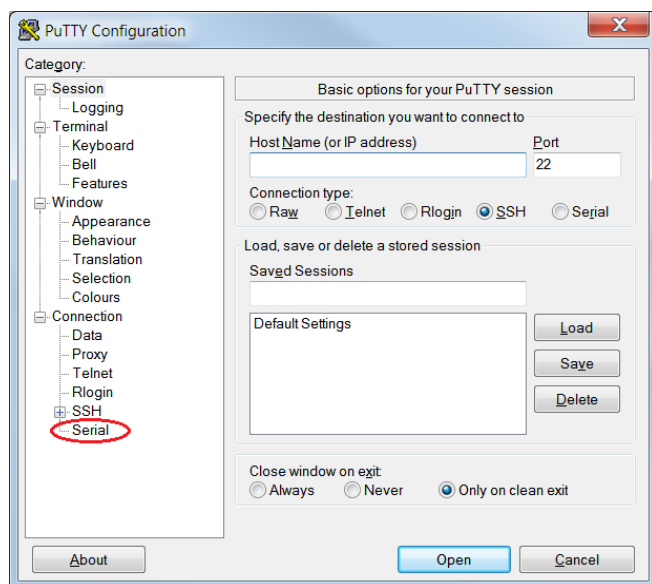 PuTTY Configuration
Category:
Session
Logging
Terminal
Keyboard
Bell
Features
Window
Appearance
Behaviour
Translation
Selection
Colours
Connection
Data
Proxy
Telnet
Rlogin
SSH
Serial
Basic options for your PuTTY session
Specify the destination you want to connect to
Host Name (or IP address) Port
22
Connection type:
Raw Telnet Rlogin SSH Serial
Load, save or delete a stored session
Saved Sessions
Default Settings
Load
Save
Delete
Close window on exit:
Always Never Only on clean exit
About Open Cancel